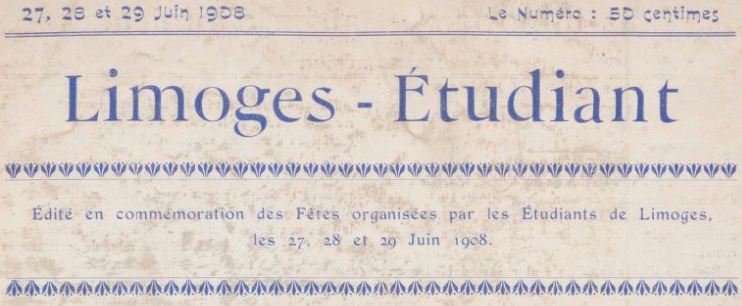 27, 28 et 29 Juin 1908 Le Numéro : 50 centimes
Limoges - Étudiant
Édité en commémoration des Fêtes organisées par les Étudiants de Limoges,
les 27, 28 et 29 Juin 1908.